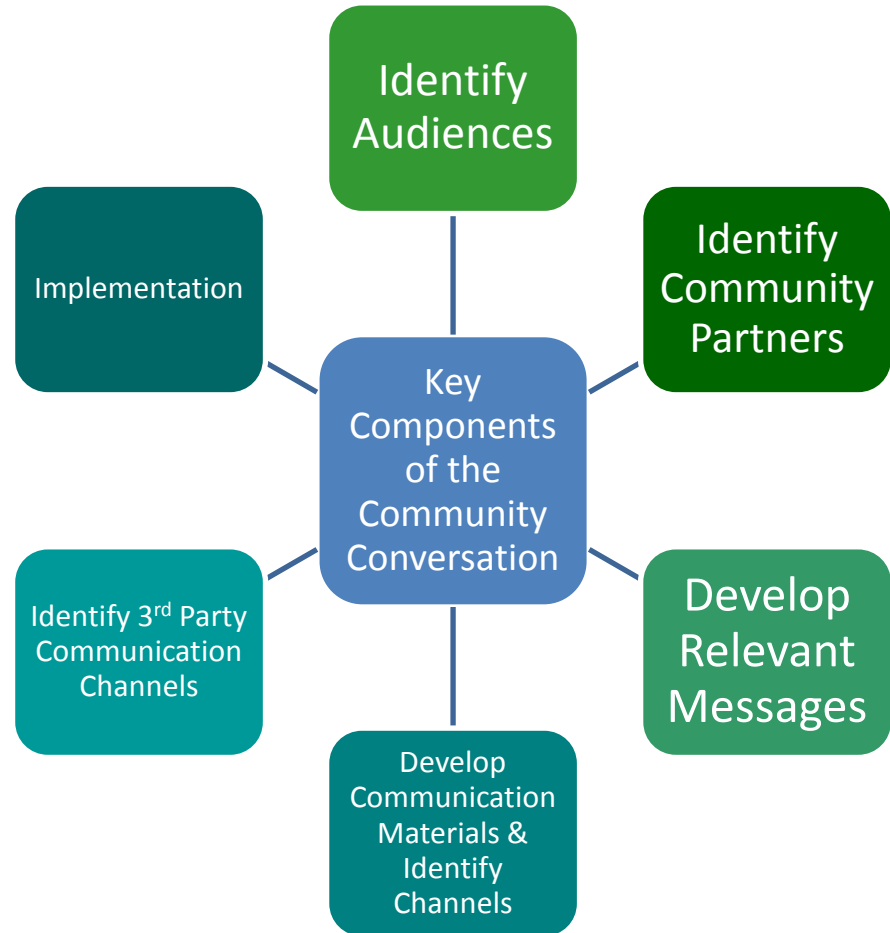 Identify
Audiences
Identify
Community
Partners
Develop
Relevant
Messages
Develop
Communication
Materials &
Identify
Channels
Identify 3rd Party
Communication
Channels
Implementation
Key
Components
of the
Community
Conversation